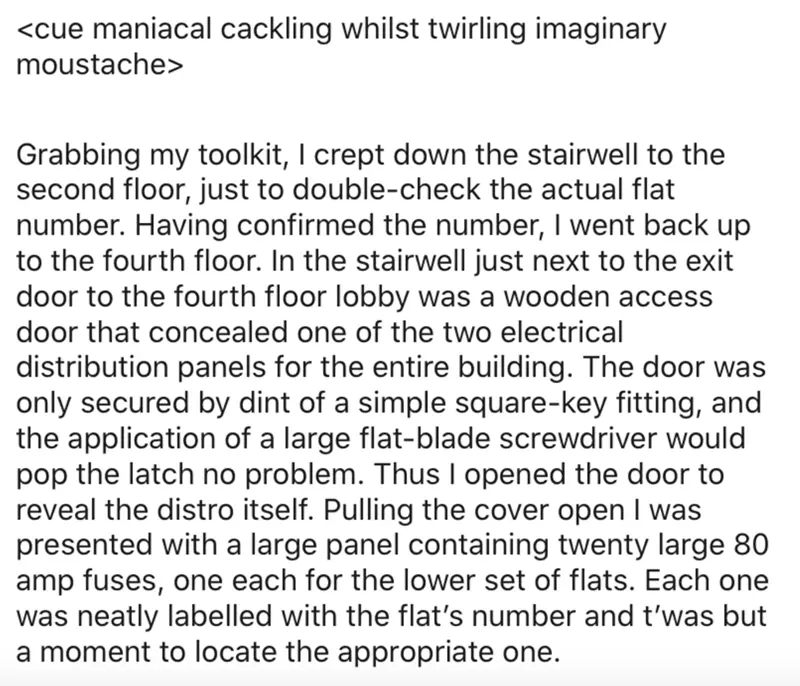 <cue maniacal cackling whilst twirling imaginary
moustache>
Grabbing my toolkit, I crept down the stairwell to the
second floor, just to double-check the actual flat
number. Having confirmed the number, I went back up
to the fourth floor. In the stairwell just next to the exit
door to the fourth floor lobby was a wooden access
door that concealed one of the two electrical
distribution panels for the entire building. The door was
only secured by dint of a simple square-key fitting, and
the application of a large flat-blade screwdriver would
pop the latch no problem. Thus I opened the door to
reveal the distro itself. Pulling the cover open I was
presented with a large panel containing twenty large 80
amp fuses, one each for the lower set of flats. Each one
was neatly labelled with the flat’s number and t’was but
a moment to locate the appropriate one.